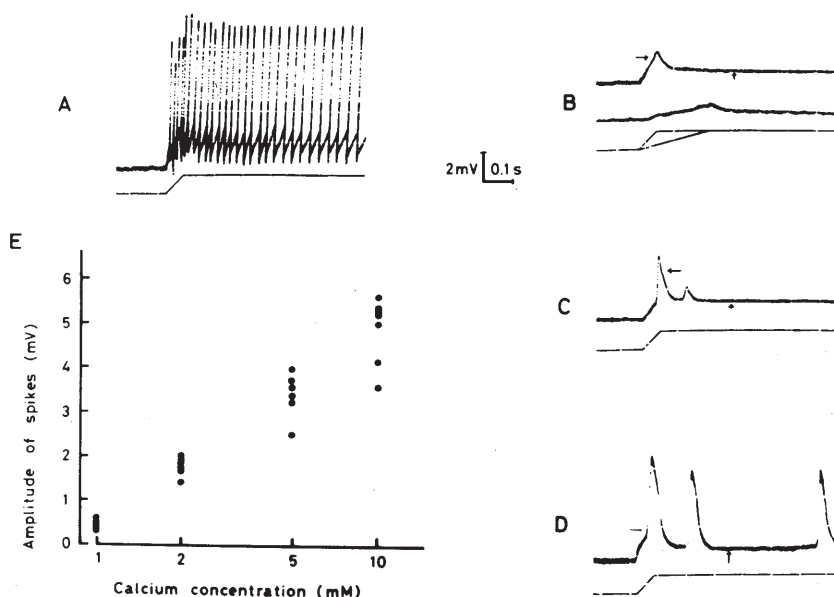 A
B
2mV 0.1 s
E
C
D
Amplitude of spikes (mV)
6
5
4
3
2
1
0
1 2 5 10
Calcium concentration (mM)